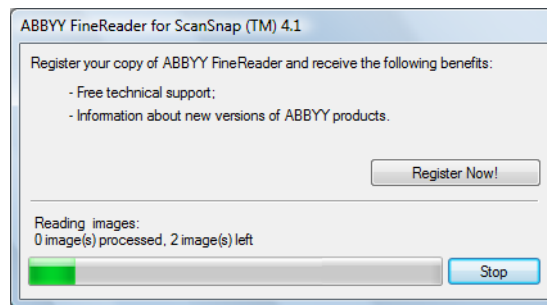 ABBYY FineReader for ScanSnap (TM) 4.1
Register your copy of ABBYY FineReader and receive the following benefits:
- Free technical support;
- Information about new versions of ABBYY products.
Register Now!
Reading images:
0 image(s) processed, 2 image(s) left
Stop